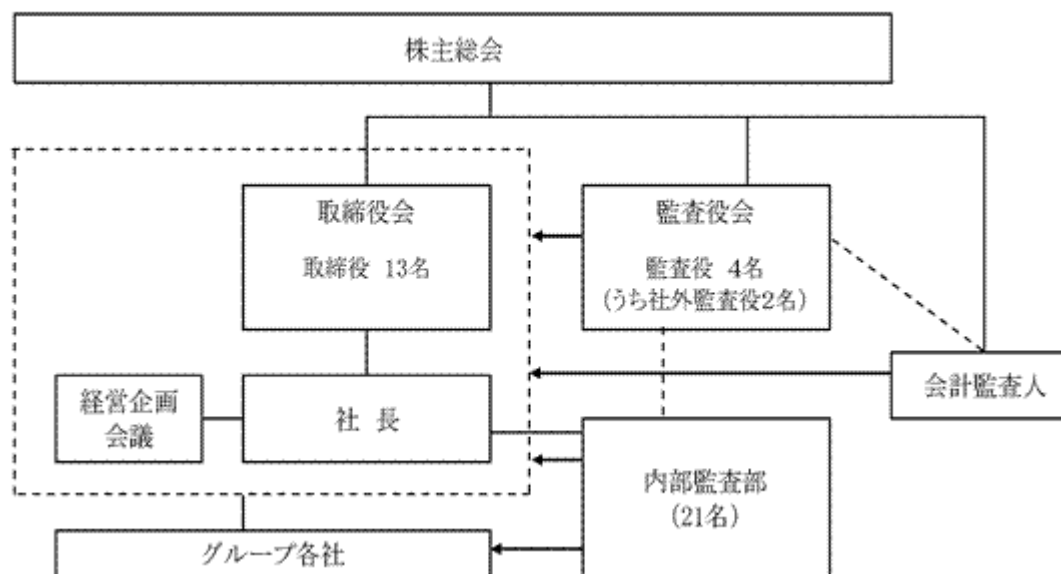 株主総会
取締役会
取締役 13名
監査役会
監査役 4名
(うち社外監査役2名)
会計監査人
経営企画
会議
社 長
内部監査部
(21名)
グループ各社